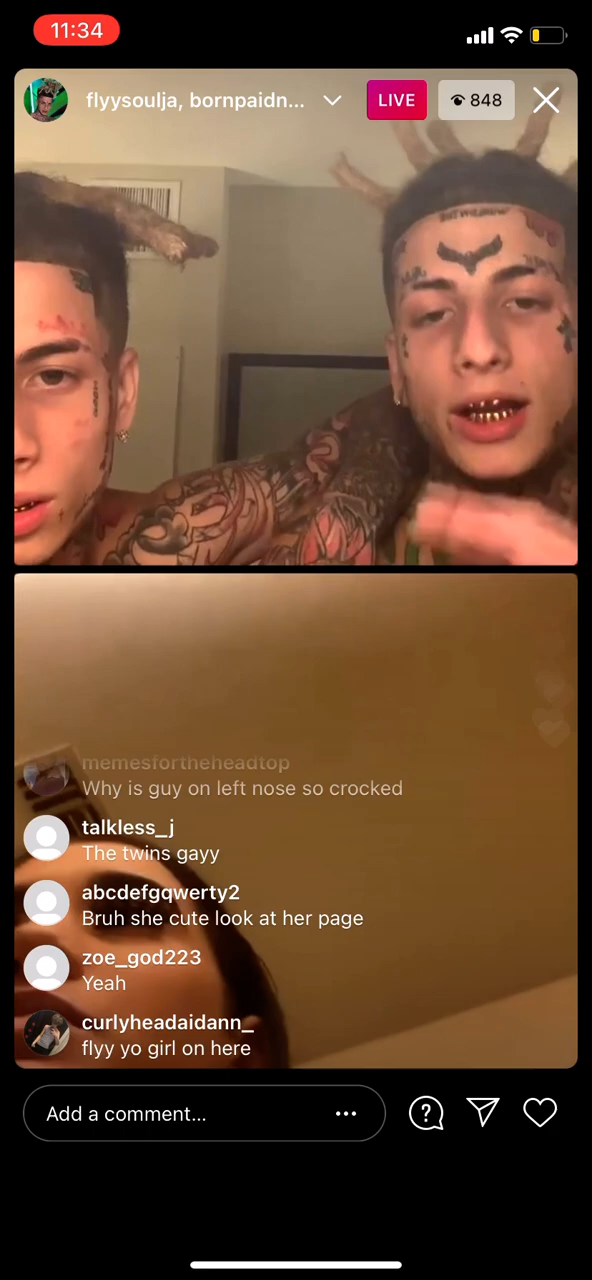 11:34
flyysoulja, bornpaidn...
LIVE
848
memesfortheheadtop
Why is guy on left nose so crocked
talkless_j
The twins gayy
abcdefgqwerty2
Bruh she cute look at her page
zoe_god223
Yeah
curlyheadaidann_
flyy yo girl on here
Add a comment...